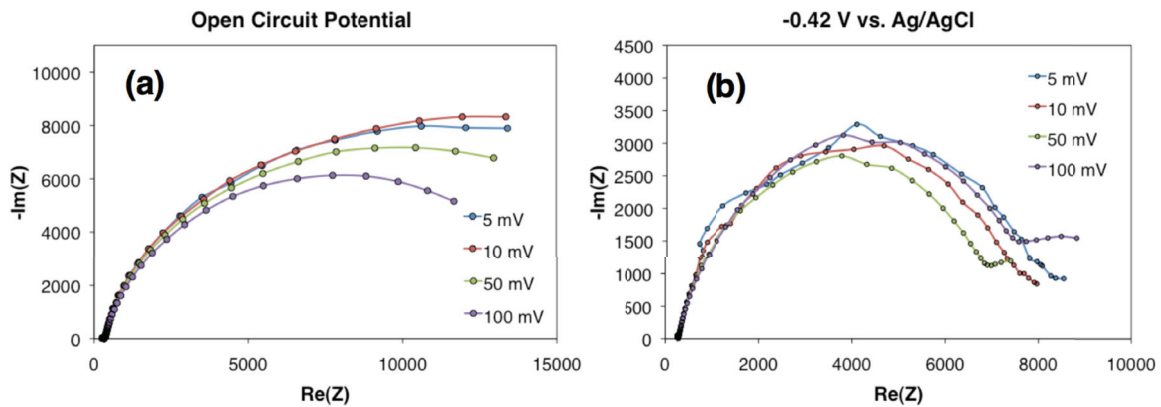 Open Circuit Potential
(a)
10000
8000
6000
4000
2000
0
-Im(Z)
0
5000
10000
15000
Re(Z)
5 mV
10 mV
50 mV
100 mV
-0.42 V vs. Ag/AgCl
(b)
4500
4000
3500
3000
2500
2000
1500
1000
500
0
-Im(Z)
0
2000
4000
6000
8000
10000
Re(Z)
5 mV
10 mV
50 mV
100 mV